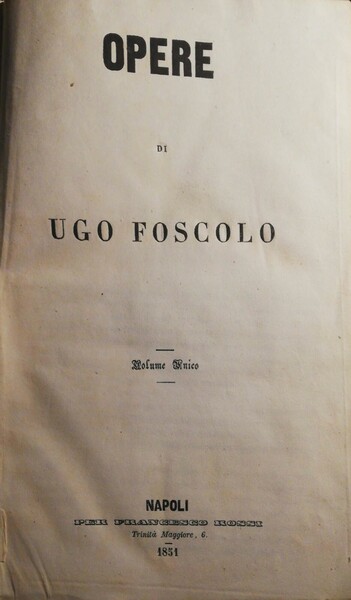 OPERE
DI
UGO FOSCOLO
Volume Unico
NAPOLI
PER FRANCESCO ROSSI
Trinità Maggiore, 6.
1851